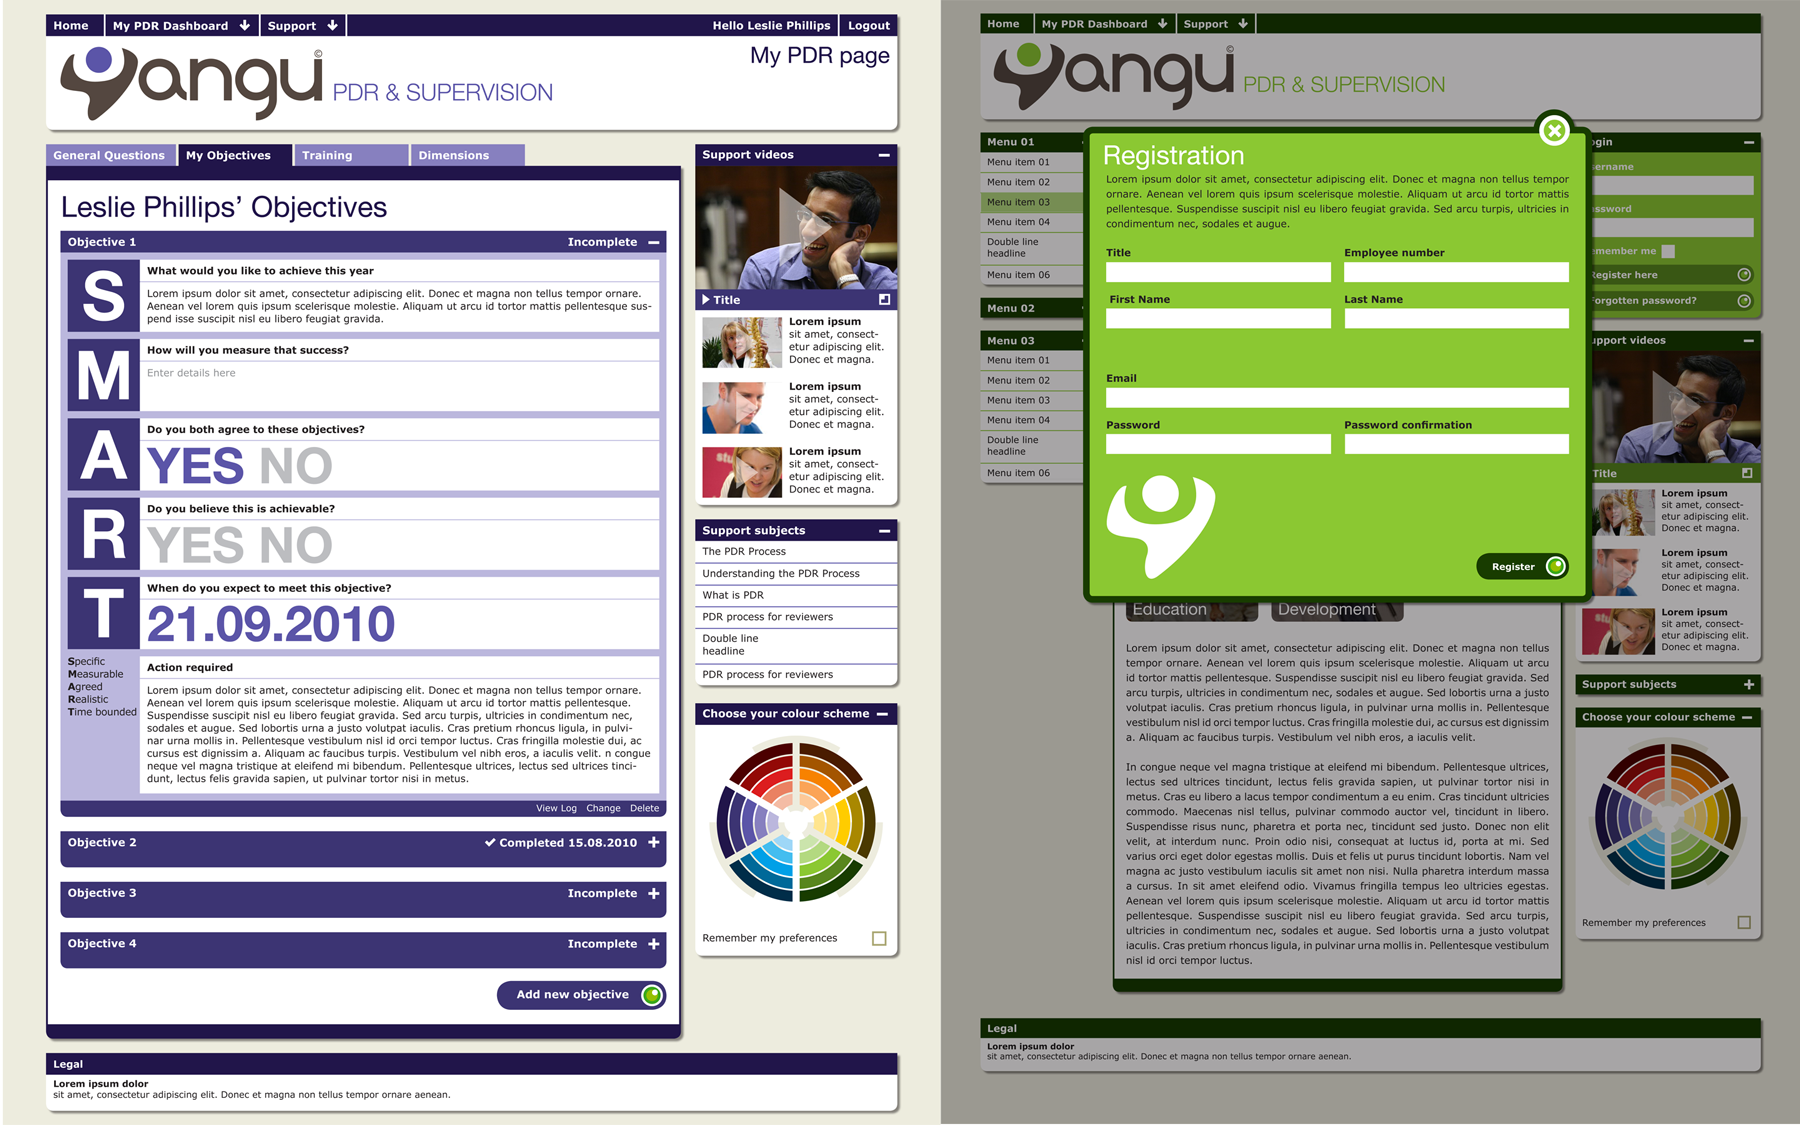 Home
My PDR Dashboard
Support
Hello Leslie Phillips
Logout
My PDR page
yangu©
PDR & SUPERVISION
General Questions
My Objectives
Training
Dimensions
Leslie Phillips’ Objectives
Objective 1
Incomplete
S
What would you like to achieve this year
Lorem ipsum dolor sit amet, consectetur adipiscing elit. Donec et magna non tellus tempor ornare.
Aenean vel lorem quis ipsum scelerisque molestie. Aliquam ut arcu id tortor mattis pellentesque sus-
pend isse suscipit nisl eu libero feugiat gravida.
M
How will you measure that success?
Enter details here
A
Do you both agree to these objectives?
YES NO
R
Do you believe this is achievable?
YES NO
T
When do you expect to meet this objective?
21.09.2010
Specific
Measurable
Agreed
Realistic
Time bounded
Action required
Lorem ipsum dolor sit amet, consectetur adipiscing elit. Donec et magna non tellus tempor ornare.
Aenean vel lorem quis ipsum scelerisque molestie. Aliquam ut arcu id tortor mattis pellentesque.
Suspendisse suscipit nisl eu libero feugiat gravida. Sed arcu turpis, ultricies in condimentum nec,
sodales et augue. Sed lobortis urna a justo volutpat iaculis. Cras pretium rhoncus ligula, in pulvi-
nar urna mollis in. Pellentesque vestibulum nisl id orci tempor luctus. Cras fringilla molestie dui, ac
cursus est dignissim a. Aliquam ac faucibus turpis. Vestibulum vel nibh eros, a iaculis velit. n congue
neque vel magna tristique at eleifend mi bibendum. Pellentesque ultrices, lectus sed ultrices tinci-
dunt, lectus felis gravida sapien, ut pulvinar tortor nisi in metus.
View Log
Change
Delete
Objective 2
Completed 15.08.2010
Objective 3
Incomplete
Objective 4
Incomplete
Add new objective
Support videos
Title
Lorem ipsum
sit amet, consect-
etur adipiscing elit.
Donec et magna.
Lorem ipsum
sit amet, consect-
etur adipiscing elit.
Donec et magna.
Lorem ipsum
sit amet, consect-
etur adipiscing elit.
Donec et magna.
Support subjects
The PDR Process
Understanding the PDR Process
What is PDR
PDR process for reviewers
Double line
headline
PDR process for reviewers
Choose your colour scheme
Remember my preferences
Legal
Lorem ipsum dolor
sit amet, consectetur adipiscing elit. Donec et magna non tellus tempor ornare aenean.
Home
My PDR Dashboard
Support
yangu©
PDR & SUPERVISION
Menu 01
Menu item 01
Menu item 02
Menu item 03
Menu item 04
Double line
headline
Menu item 06
Menu 02
Menu 03
Menu item 01
Menu item 02
Menu item 03
Menu item 04
Double line
headline
Menu item 06
Registration
Lorem ipsum dolor sit amet, consectetur adipiscing elit. Donec et magna non tellus tempor
ornare. Aenean vel lorem quis ipsum scelerisque molestie. Aliquam ut arcu id tortor mattis
pellentesque. Suspendisse suscipit nisl eu libero feugiat gravida. Sed arcu turpis, ultricies in
condimentum nec, sodales et augue.
Title
Employee number
First Name
Last Name
Email
Password
Password confirmation
Register
Education
Development
Lorem ipsum dolor sit amet, consectetur adipiscing elit. Donec et magna non tellus
tempor ornare. Aenean vel lorem quis ipsum scelerisque molestie. Aliquam ut arcu
id tortor mattis pellentesque. Suspendisse suscipit nisl eu libero feugiat gravida. Sed
arcu turpis, ultricies in condimentum nec, sodales et augue. Sed lobortis urna a justo
volutpat iaculis. Cras pretium rhoncus ligula, in pulvinar urna mollis in. Pellentesque
vestibulum nisl id orci tempor luctus. Cras fringilla molestie dui, ac cursus est dignissim
a. Aliquam ac faucibus turpis. Vestibulum vel nibh eros, a iaculis velit.
In congue neque vel magna tristique at eleifend mi bibendum. Pellentesque ultrices,
lectus sed ultrices tincidunt, lectus felis gravida sapien, ut pulvinar tortor nisi in
metus. Cras eu libero a lacus tempor condimentum a eu enim. Cras tincidunt ultricies
commodo. Maecenas nisl tellus, pulvinar commodo auctor vel, tincidunt in libero.
Suspendisse risus nunc, pharetra et porta nec, tincidunt sed justo. Donec non elit
velit, at interdum nunc. Proin odio nisi, consequat at luctus id, porta at mi. Sed
varius orci eget dolor egestas mollis. Duis et felis ut purus tincidunt lobortis. Nam vel
magna ac justo vestibulum iaculis sit amet non nisi. Nulla pharetra interdum massa
a cursus. In sit amet eleifend odio. Vivamus fringilla tempus leo ultricies egestas.
Aenean vel lorem quis ipsum scelerisque molestie. Aliquam ut arcu id tortor mattis
pellentesque. Suspendisse suscipit nisl eu libero feugiat gravida. Sed arcu turpis,
ultricies in condimentum nec, sodales et augue. Sed lobortis urna a justo volutpat
iaculis. Cras pretium rhoncus ligula, in pulvinar urna mollis in. Pellentesque vestibulum
nisl id orci tempor luctus.
ogin
sername
assword
emember me
Register here
orgotten password?
upport videos
Title
Lorem ipsum
sit amet, consect-
etur adipiscing elit.
Donec et magna.
Lorem ipsum
sit amet, consect-
etur adipiscing elit.
Donec et magna.
Lorem ipsum
sit amet, consect-
etur adipiscing elit.
Donec et magna.
Support subjects
Choose your colour scheme
Remember my preferences
Legal
Lorem ipsum dolor
sit amet, consectetur adipiscing elit. Donec et magna non tellus tempor ornare aenean.